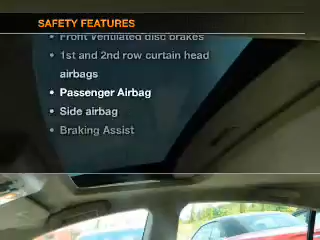 SAFETY FEATURES
• Front Ventilated disc brakes
• 1st and 2nd row curtain head
airbags
• Passenger Airbag
• Side airbag
• Braking Assist